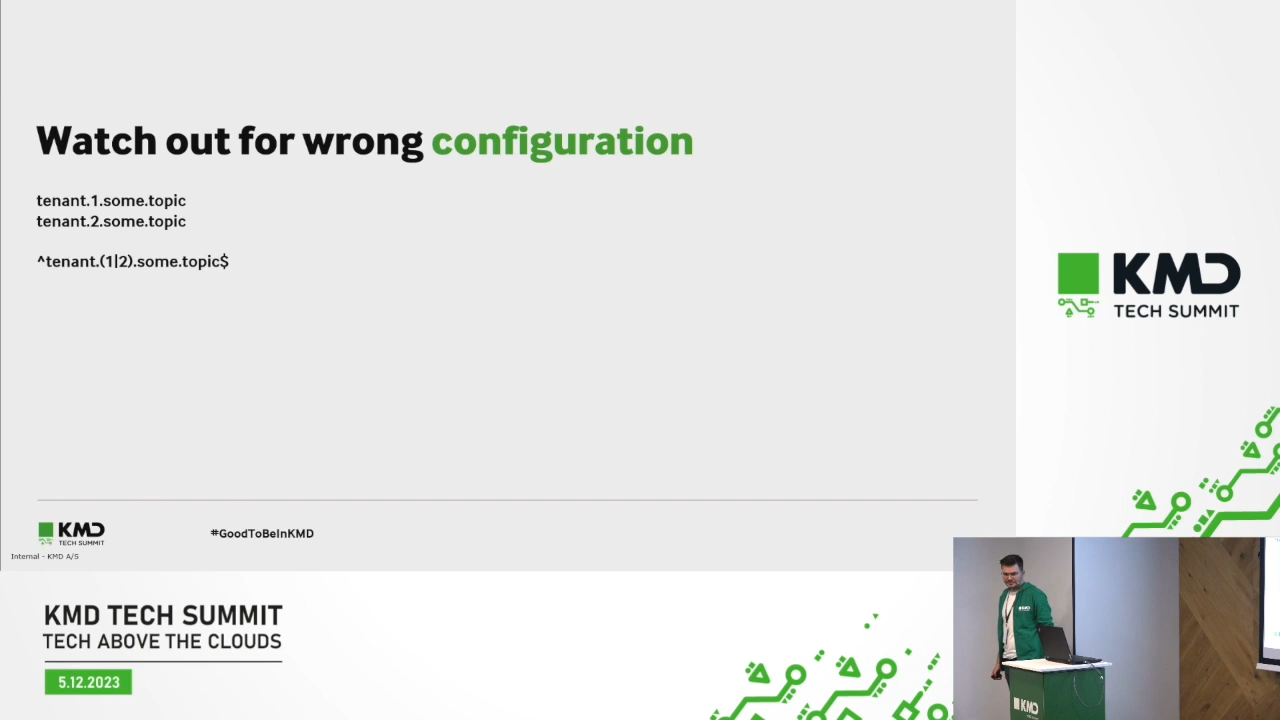 Watch out for wrong configuration
tenant.1.some.topic
tenant.2.some.topic
^tenant.(1|2).some.topic$
KMD
TECH SUMMIT
KMD
TECH SUMMIT
#GoodToBeInKMD
Internal - KMD A/S
KMD TECH SUMMIT
TECH ABOVE THE CLOUDS
5.12.2023
KMD